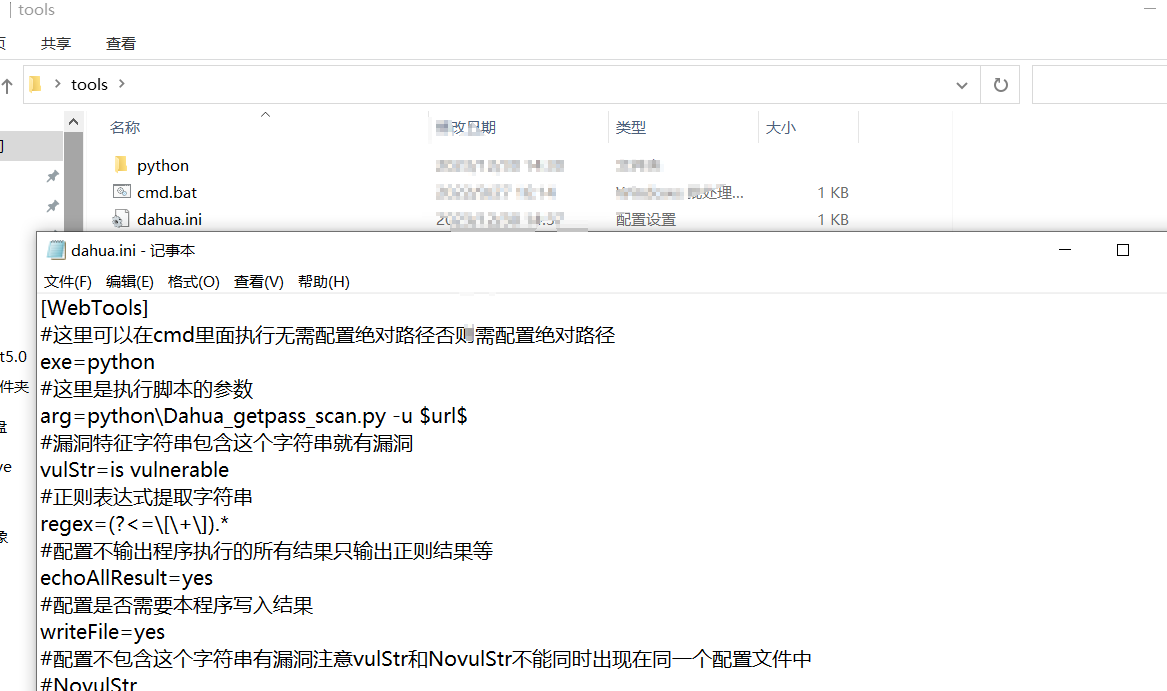 tools
共享
查看
tools
名称
改日期
类型
大小
python
cmd.bat
批处理...
1 KB
dahua.ini
配置设置
1 KB
t5.0
件夹
盘
ve
象
dahua.ini - 记事本
文件(F) 编辑(E) 格式(O) 查看(V) 帮助(H)
[WebTools]
#这里可以在cmd里面执行无需配置绝对路径否则需配置绝对路径
exe=python
#这里是执行脚本的参数
arg=python\Dahua_getpass_scan.py -u $url$
#漏洞特征字符串包含这个字符串就有漏洞
vulStr=is vulnerable
#正则表达式提取字符串
regex=(?<=\[\+\]).*
#配置不输出程序执行的所有结果只输出正则结果等
echoAllResult=yes
#配置是否需要本程序写入结果
writeFile=yes
#配置不包含这个字符串有漏洞注意vulStr和NovulStr不能同时出现在同一个配置文件中
#NovulStr